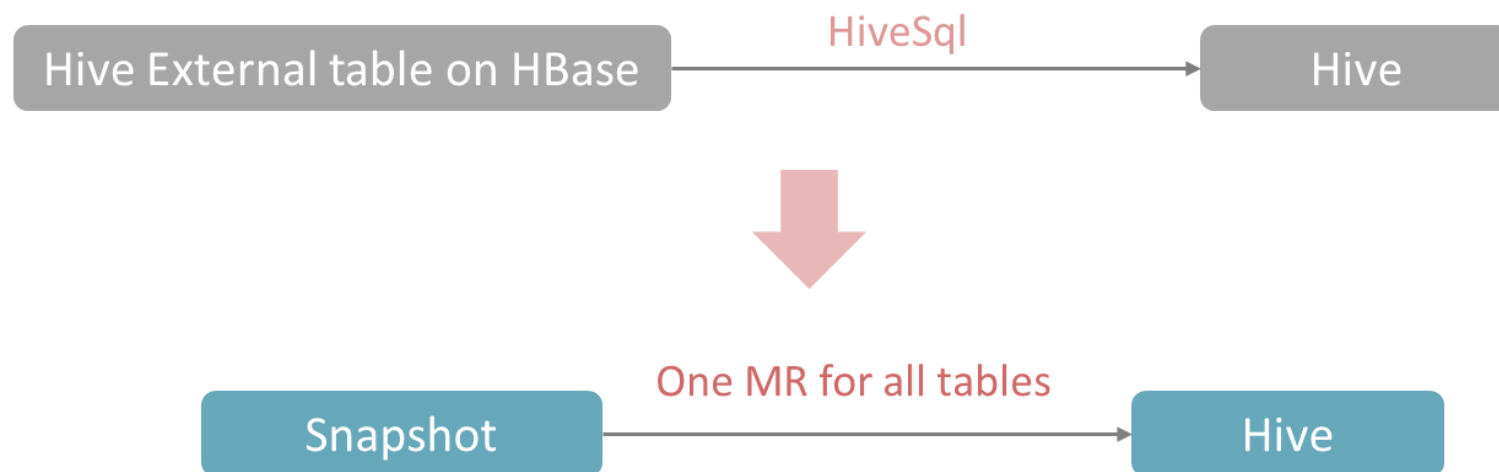 HiveSql
Hive External table on HBase
Hive
One MR for all tables
Snapshot
Hive